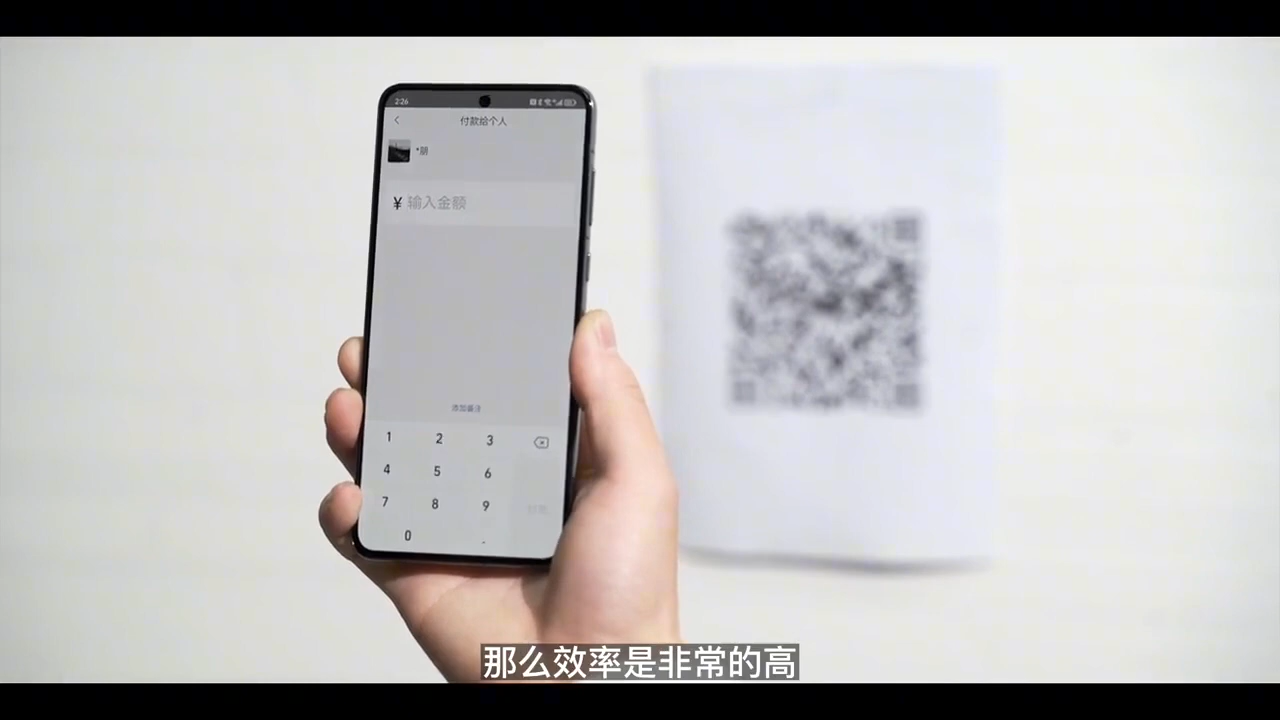 2:26
付款给个人
*朋
¥ 输入金额
添加备注
1 2 3
4 5 6
7 8 9
付款
0 .
那么效率是非常的高